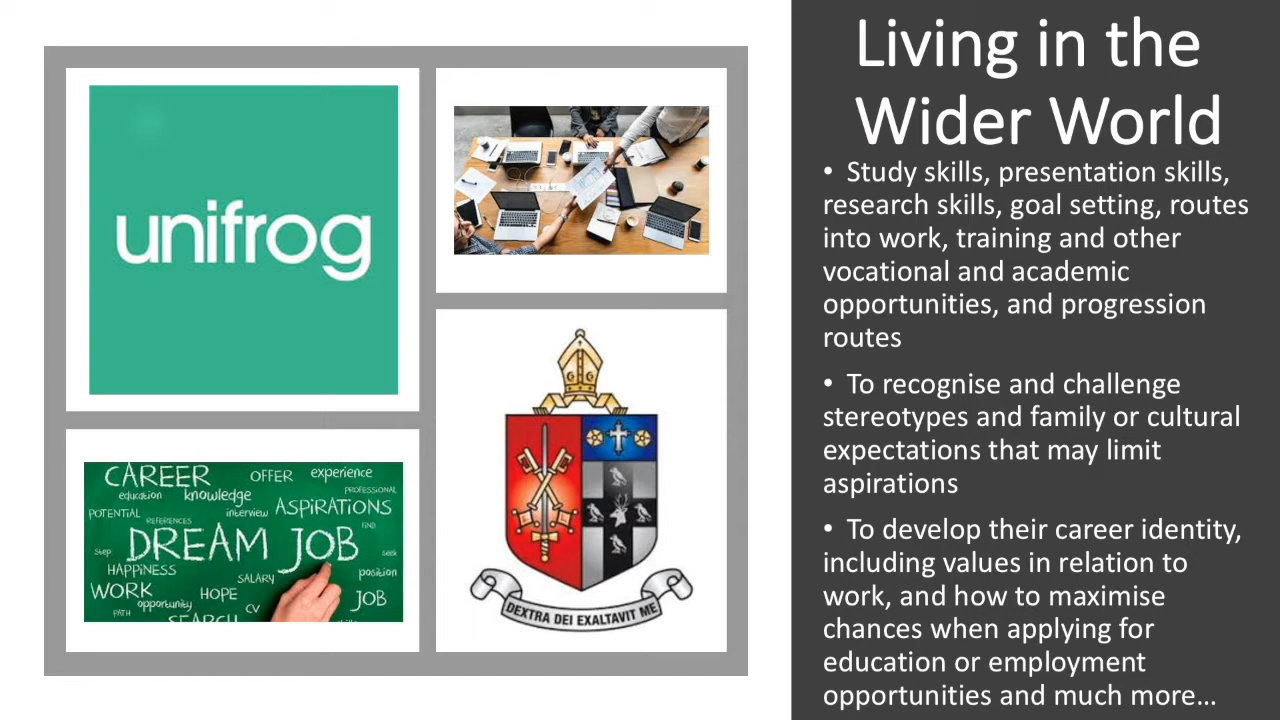 Living in the
Wider World
• Study skills, presentation skills,
research skills, goal setting, routes
into work, training and other
vocational and academic
opportunities, and progression
routes
• To recognise and challenge
stereotypes and family or cultural
expectations that may limit
aspirations
• To develop their career identity,
including values in relation to
work, and how to maximise
chances when applying for
education or employment
opportunities and much more...
unifrog
CAREER OFFER experience
education knowledge PROFESSIONAL
POTENTIAL interview ASPIRATIONS
REFERENCES FIND
step DREAM JOB seek
HAPPINESS SALARY position
WORK HOPE JOB
opportunity CV
PATH SEARCH skills
DEXTRA DEI EXALTAVIT ME